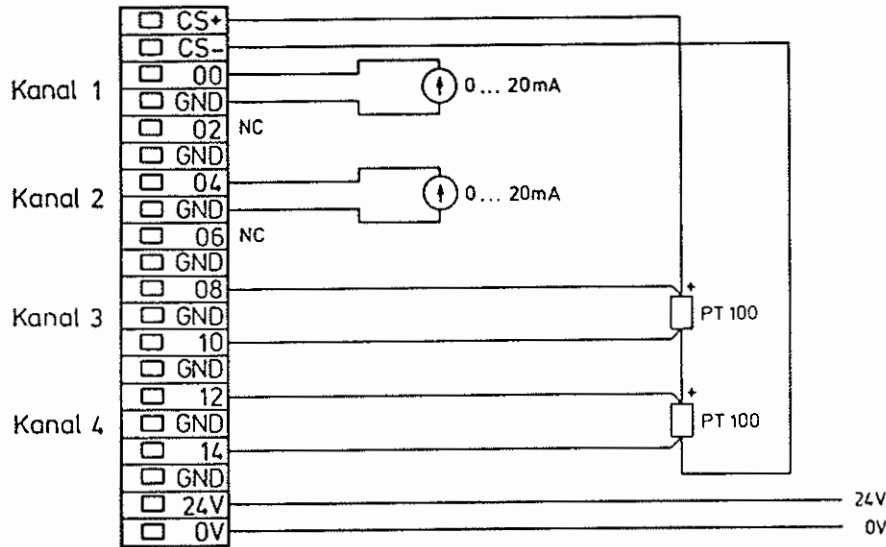 CS+
CS-
Kanal 1 00 0... 20mA
GND
02 NC
GND
Kanal 2 04 0... 20mA
GND
06 NC
GND
08 +
Kanal 3 GND PT 100
10
GND
12 +
Kanal 4 GND PT 100
14
GND
24V 24V
0V 0V